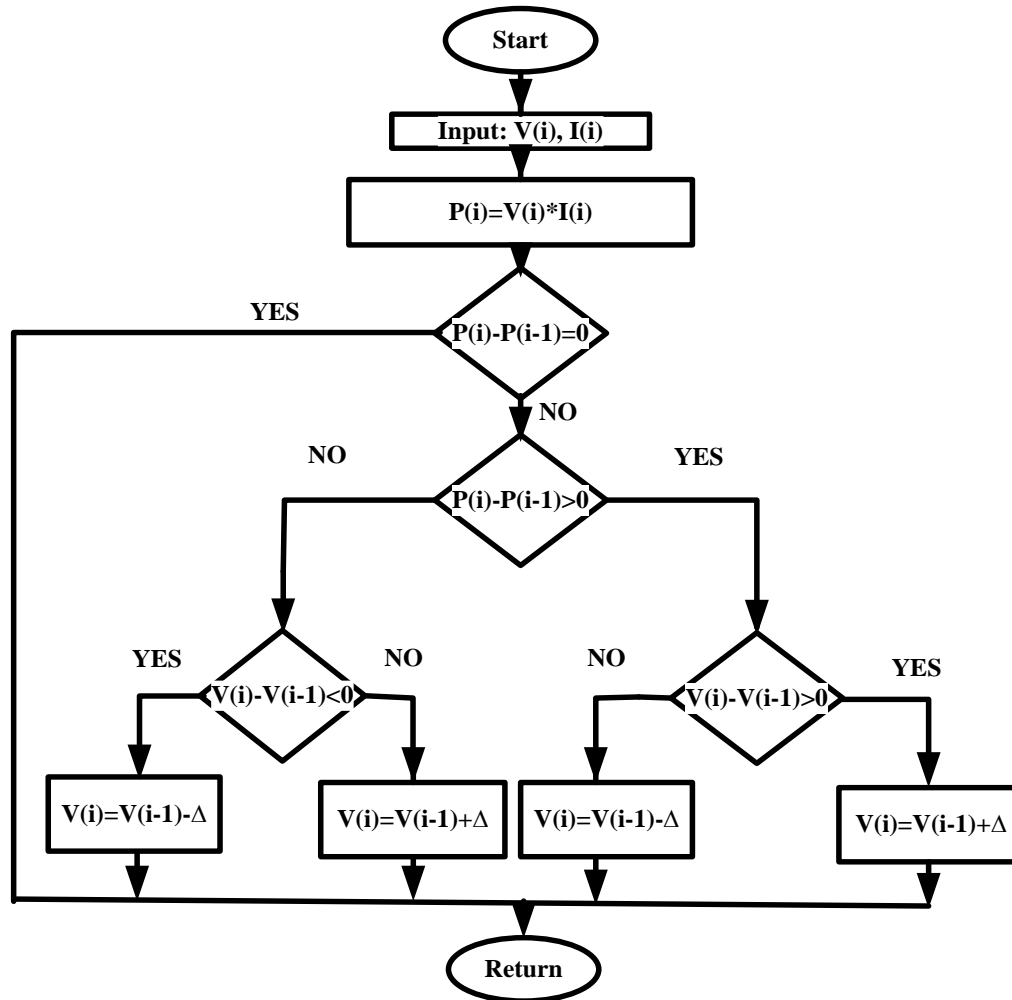 Start
Input: V(i), I(i)
P(i)=V(i)*I(i)
YES
P(i)-P(i-1)=0
NO
NO
YES
P(i)-P(i-1)>0
YES
NO
NO
YES
V(i)-V(i-1)<0
V(i)-V(i-1)>0
V(i)=V(i-1)-Δ
V(i)=V(i-1)+Δ
V(i)=V(i-1)-Δ
V(i)=V(i-1)+Δ
Return